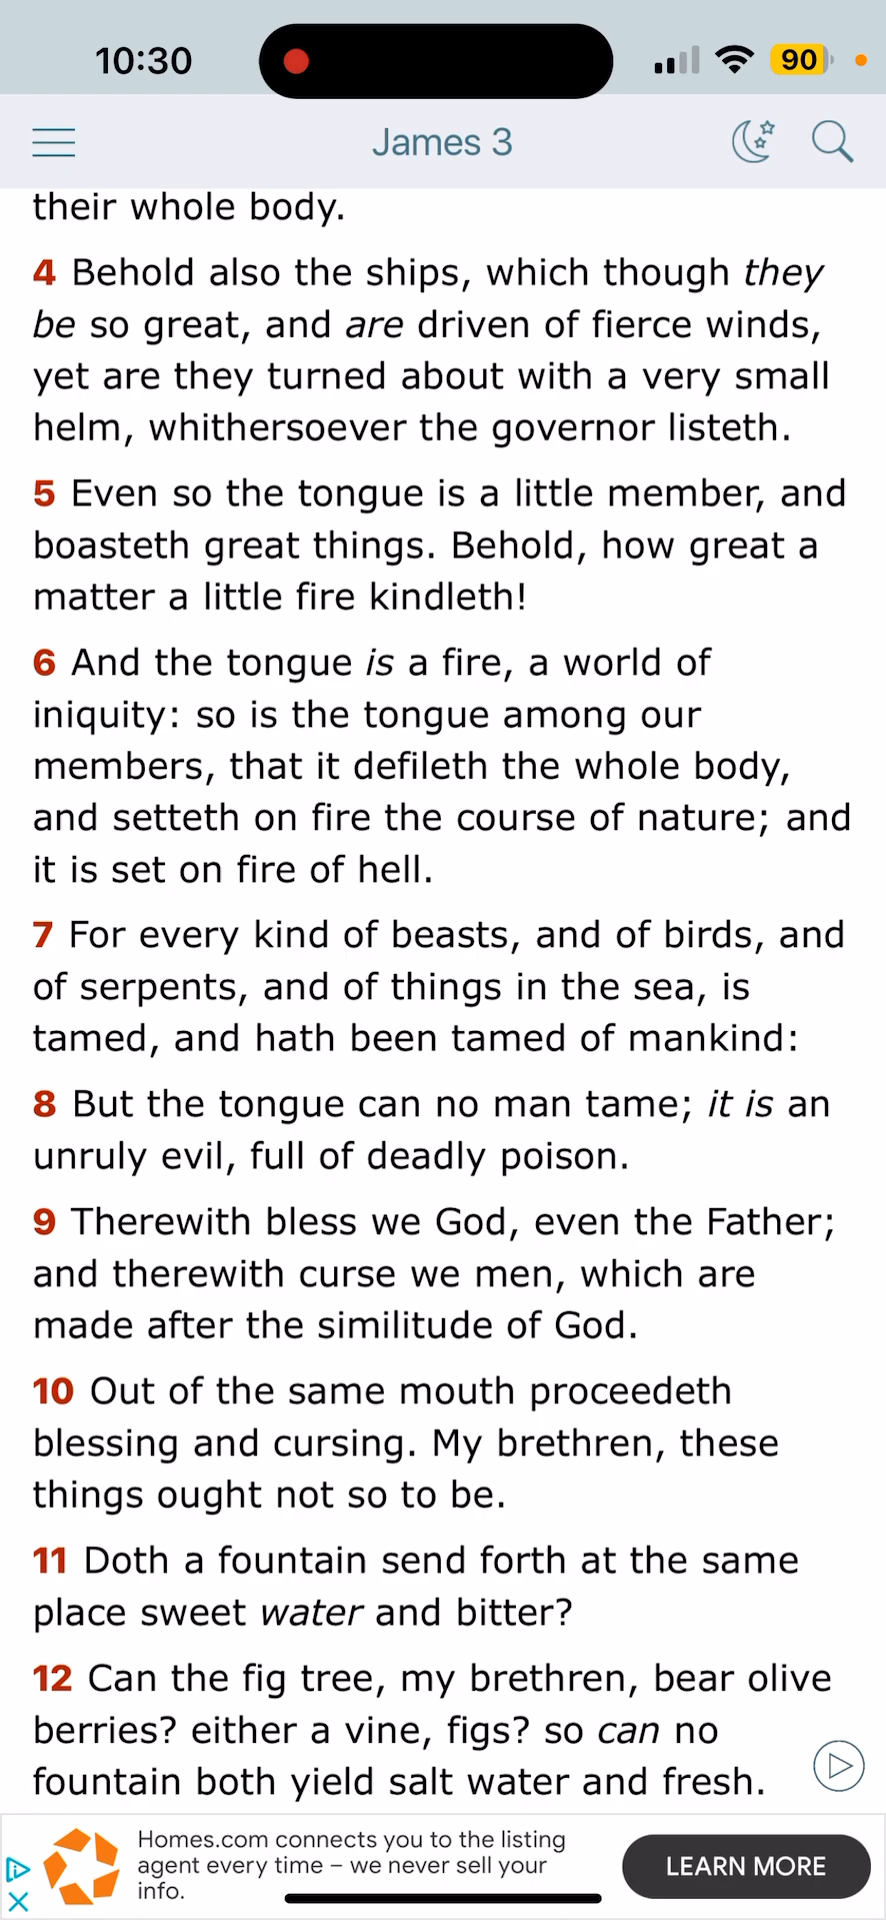 10:30
90
James 3
their whole body.
4 Behold also the ships, which though they
be so great, and are driven of fierce winds,
yet are they turned about with a very small
helm, whithersoever the governor listeth.
5 Even so the tongue is a little member, and
boasteth great things. Behold, how great a
matter a little fire kindleth!
6 And the tongue is a fire, a world of
iniquity: so is the tongue among our
members, that it defileth the whole body,
and setteth on fire the course of nature; and
it is set on fire of hell.
7 For every kind of beasts, and of birds, and
of serpents, and of things in the sea, is
tamed, and hath been tamed of mankind:
8 But the tongue can no man tame; it is an
unruly evil, full of deadly poison.
9 Therewith bless we God, even the Father;
and therewith curse we men, which are
made after the similitude of God.
10 Out of the same mouth proceedeth
blessing and cursing. My brethren, these
things ought not so to be.
11 Doth a fountain send forth at the same
place sweet water and bitter?
12 Can the fig tree, my brethren, bear olive
berries? either a vine, figs? so can no
fountain both yield salt water and fresh.
Homes.com connects you to the listing
agent every time – we never sell your
info.
LEARN MORE